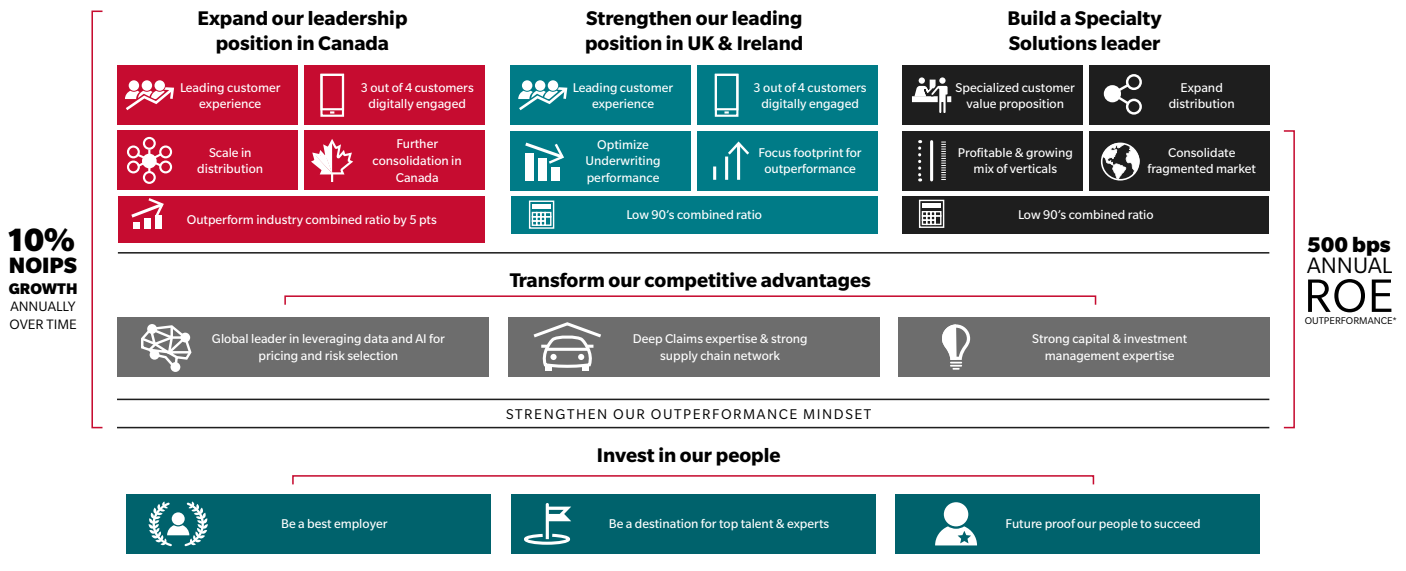 Expand our leadership
position in Canada
Leading customer
experience
3 out of 4 customers
digitally engaged
Scale in
distribution
Further
consolidation in
Canada
Outperform industry combined ratio by 5 pts
Strengthen our leading
position in UK & Ireland
Leading customer
experience
3 out of 4 customers
digitally engaged
Optimize
Underwriting
performance
Focus footprint for
outperformance
Low 90’s combined ratio
Build a Specialty
Solutions leader
Specialized customer
value proposition
Expand
distribution
Profitable & growing
mix of verticals
Consolidate
fragmented market
Low 90’s combined ratio
10%
NOIPS
GROWTH
ANNUALLY
OVER TIME
500 bps
ANNUAL
ROE
OUTPERFORMANCE*
Transform our competitive advantages
Global leader in leveraging data and AI for
pricing and risk selection
Deep Claims expertise & strong
supply chain network
Strong capital & investment
management expertise
STRENGTHEN OUR OUTPERFORMANCE MINDSET
Invest in our people
Be a best employer
Be a destination for top talent & experts
Future proof our people to succeed